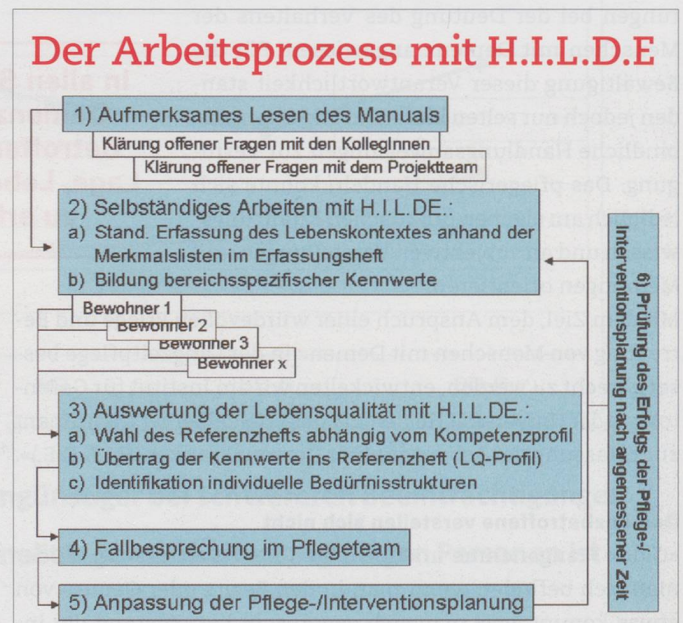 Der Arbeitsprozess mit H.I.L.D.E
1) Aufmerksames Lesen des Manuals
Klärung offener Fragen mit den KollegInnen
Klärung offener Fragen mit dem Projektteam
2) Selbständiges Arbeiten mit H.I.L.DE.:
a) Stand. Erfassung des Lebenskontextes anhand der
Merkmalslisten im Erfassungsheft
b) Bildung bereichsspezifischer Kennwerte
Bewohner 1
Bewohner 2
Bewohner 3
Bewohner x
3) Auswertung der Lebensqualität mit H.I.L.DE.:
a) Wahl des Referenzhefts abhängig vom Kompetenzprofil
b) Übertrag der Kennwerte ins Referenzheft (LQ-Profil)
c) Identifikation individuelle Bedürfnisstrukturen
4) Fallbesprechung im Pflegeteam
5) Anpassung der Pflege-/Interventionsplanung
6) Prüfung des Erfolgs der Pflege-/
Interventionsplanung nach angemessener Zeit